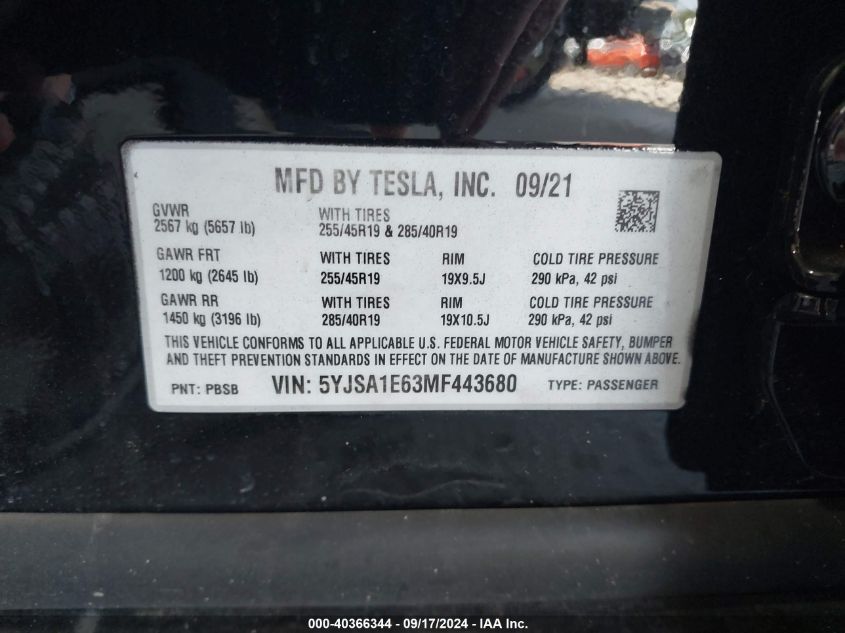 MFD BY TESLA, INC. 09/21
GVWR
2567 kg (5657 lb)
WITH TIRES
255/45R19 & 285/40R19
GAWR FRT WITH TIRES RIM COLD TIRE PRESSURE
1200 kg (2645 lb) 255/45R19 19X9.5J 290 kPa, 42 psi
GAWR RR WITH TIRES RIM COLD TIRE PRESSURE
1450 kg (3196 lb) 285/40R19 19X10.5J 290 kPa, 42 psi
THIS VEHICLE CONFORMS TO ALL APPLICABLE U.S. FEDERAL MOTOR VEHICLE SAFETY, BUMPER
AND THEFT PREVENTION STANDARDS IN EFFECT ON THE DATE OF MANUFACTURE SHOWN ABOVE.
PNT: PBSB VIN: 5YJSA1E63MF443680 TYPE: PASSENGER
000-40366344 - 09/17/2024 - IAA Inc.